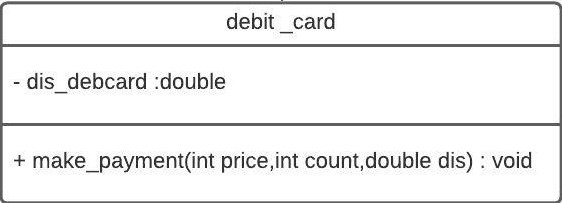 debit _card
- dis_debcard :double
+ make_payment(int price,int count,double dis) : void